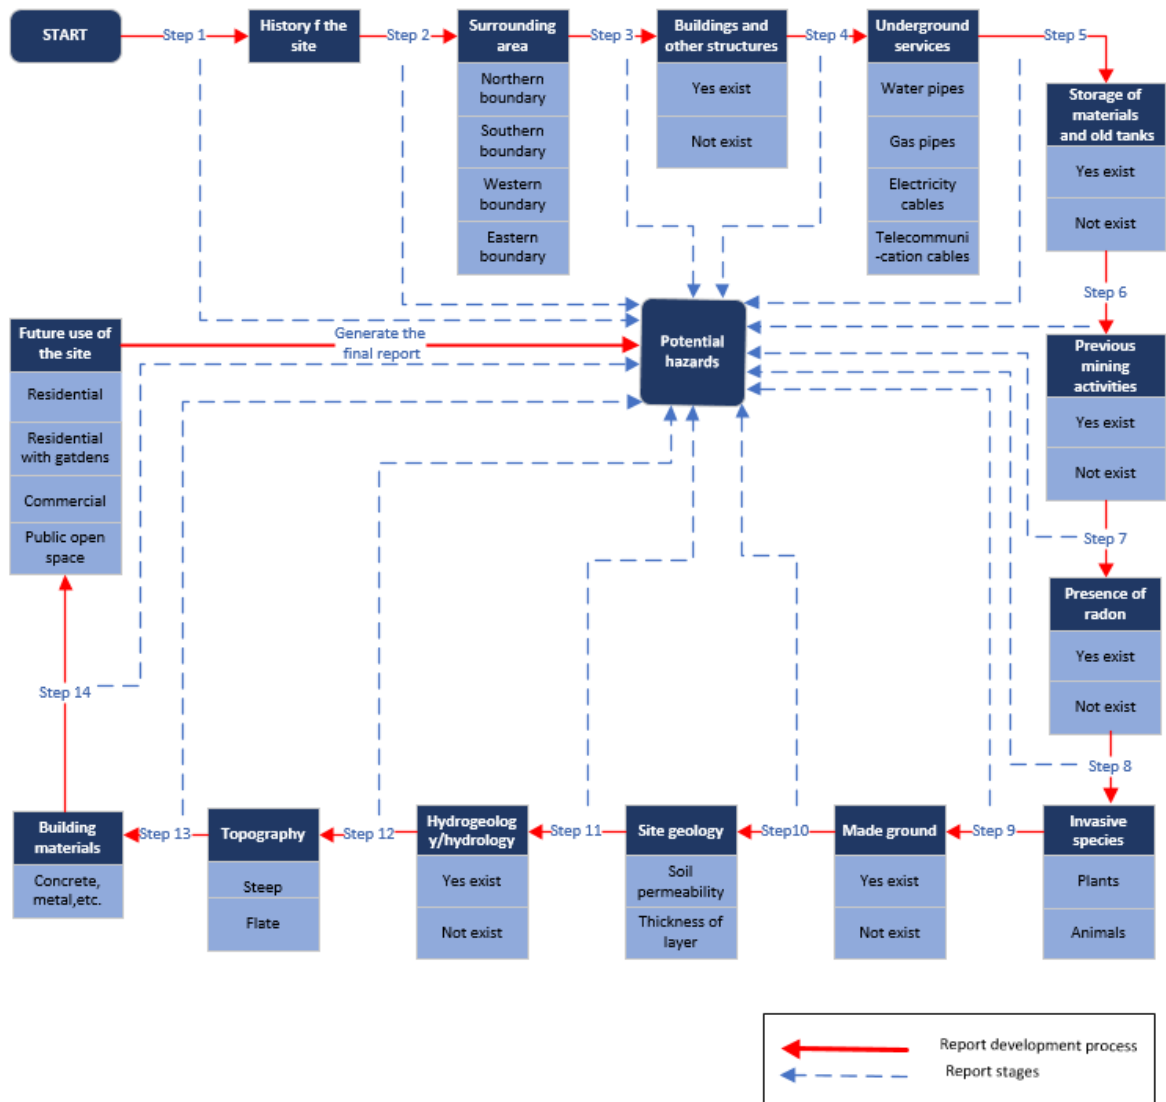 START
Step 1
History f the
site
Step 2
Surrounding
area
Northern
boundary
Southern
boundary
Western
boundary
Eastern
boundary
Step 3
Buildings and
other structures
Yes exist
Not exist
Step 4
Underground
services
Water pipes
Gas pipes
Electricity
cables
Telecommuni
-cation cables
Step 5
Storage of
materials
and old tanks
Yes exist
Not exist
Step 6
Previous
mining
activities
Yes exist
Not exist
Step 7
Presence of
radon
Yes exist
Not exist
Step 8
Invasive
species
Plants
Animals
Step 9
Made ground
Yes exist
Not exist
Step10
Site geology
Soil
permeability
Thickness of
layer
Step 11
Hydrogeolog
y/hydrology
Yes exist
Not exist
Step 12
Topography
Steep
Flate
Step 13
Building
materials
Concrete,
metal,etc.
Step 14
Future use of
the site
Residential
Residential
with gatdens
Commercial
Public open
space
Generate the
final report
Potential
hazards
Report development process
Report stages